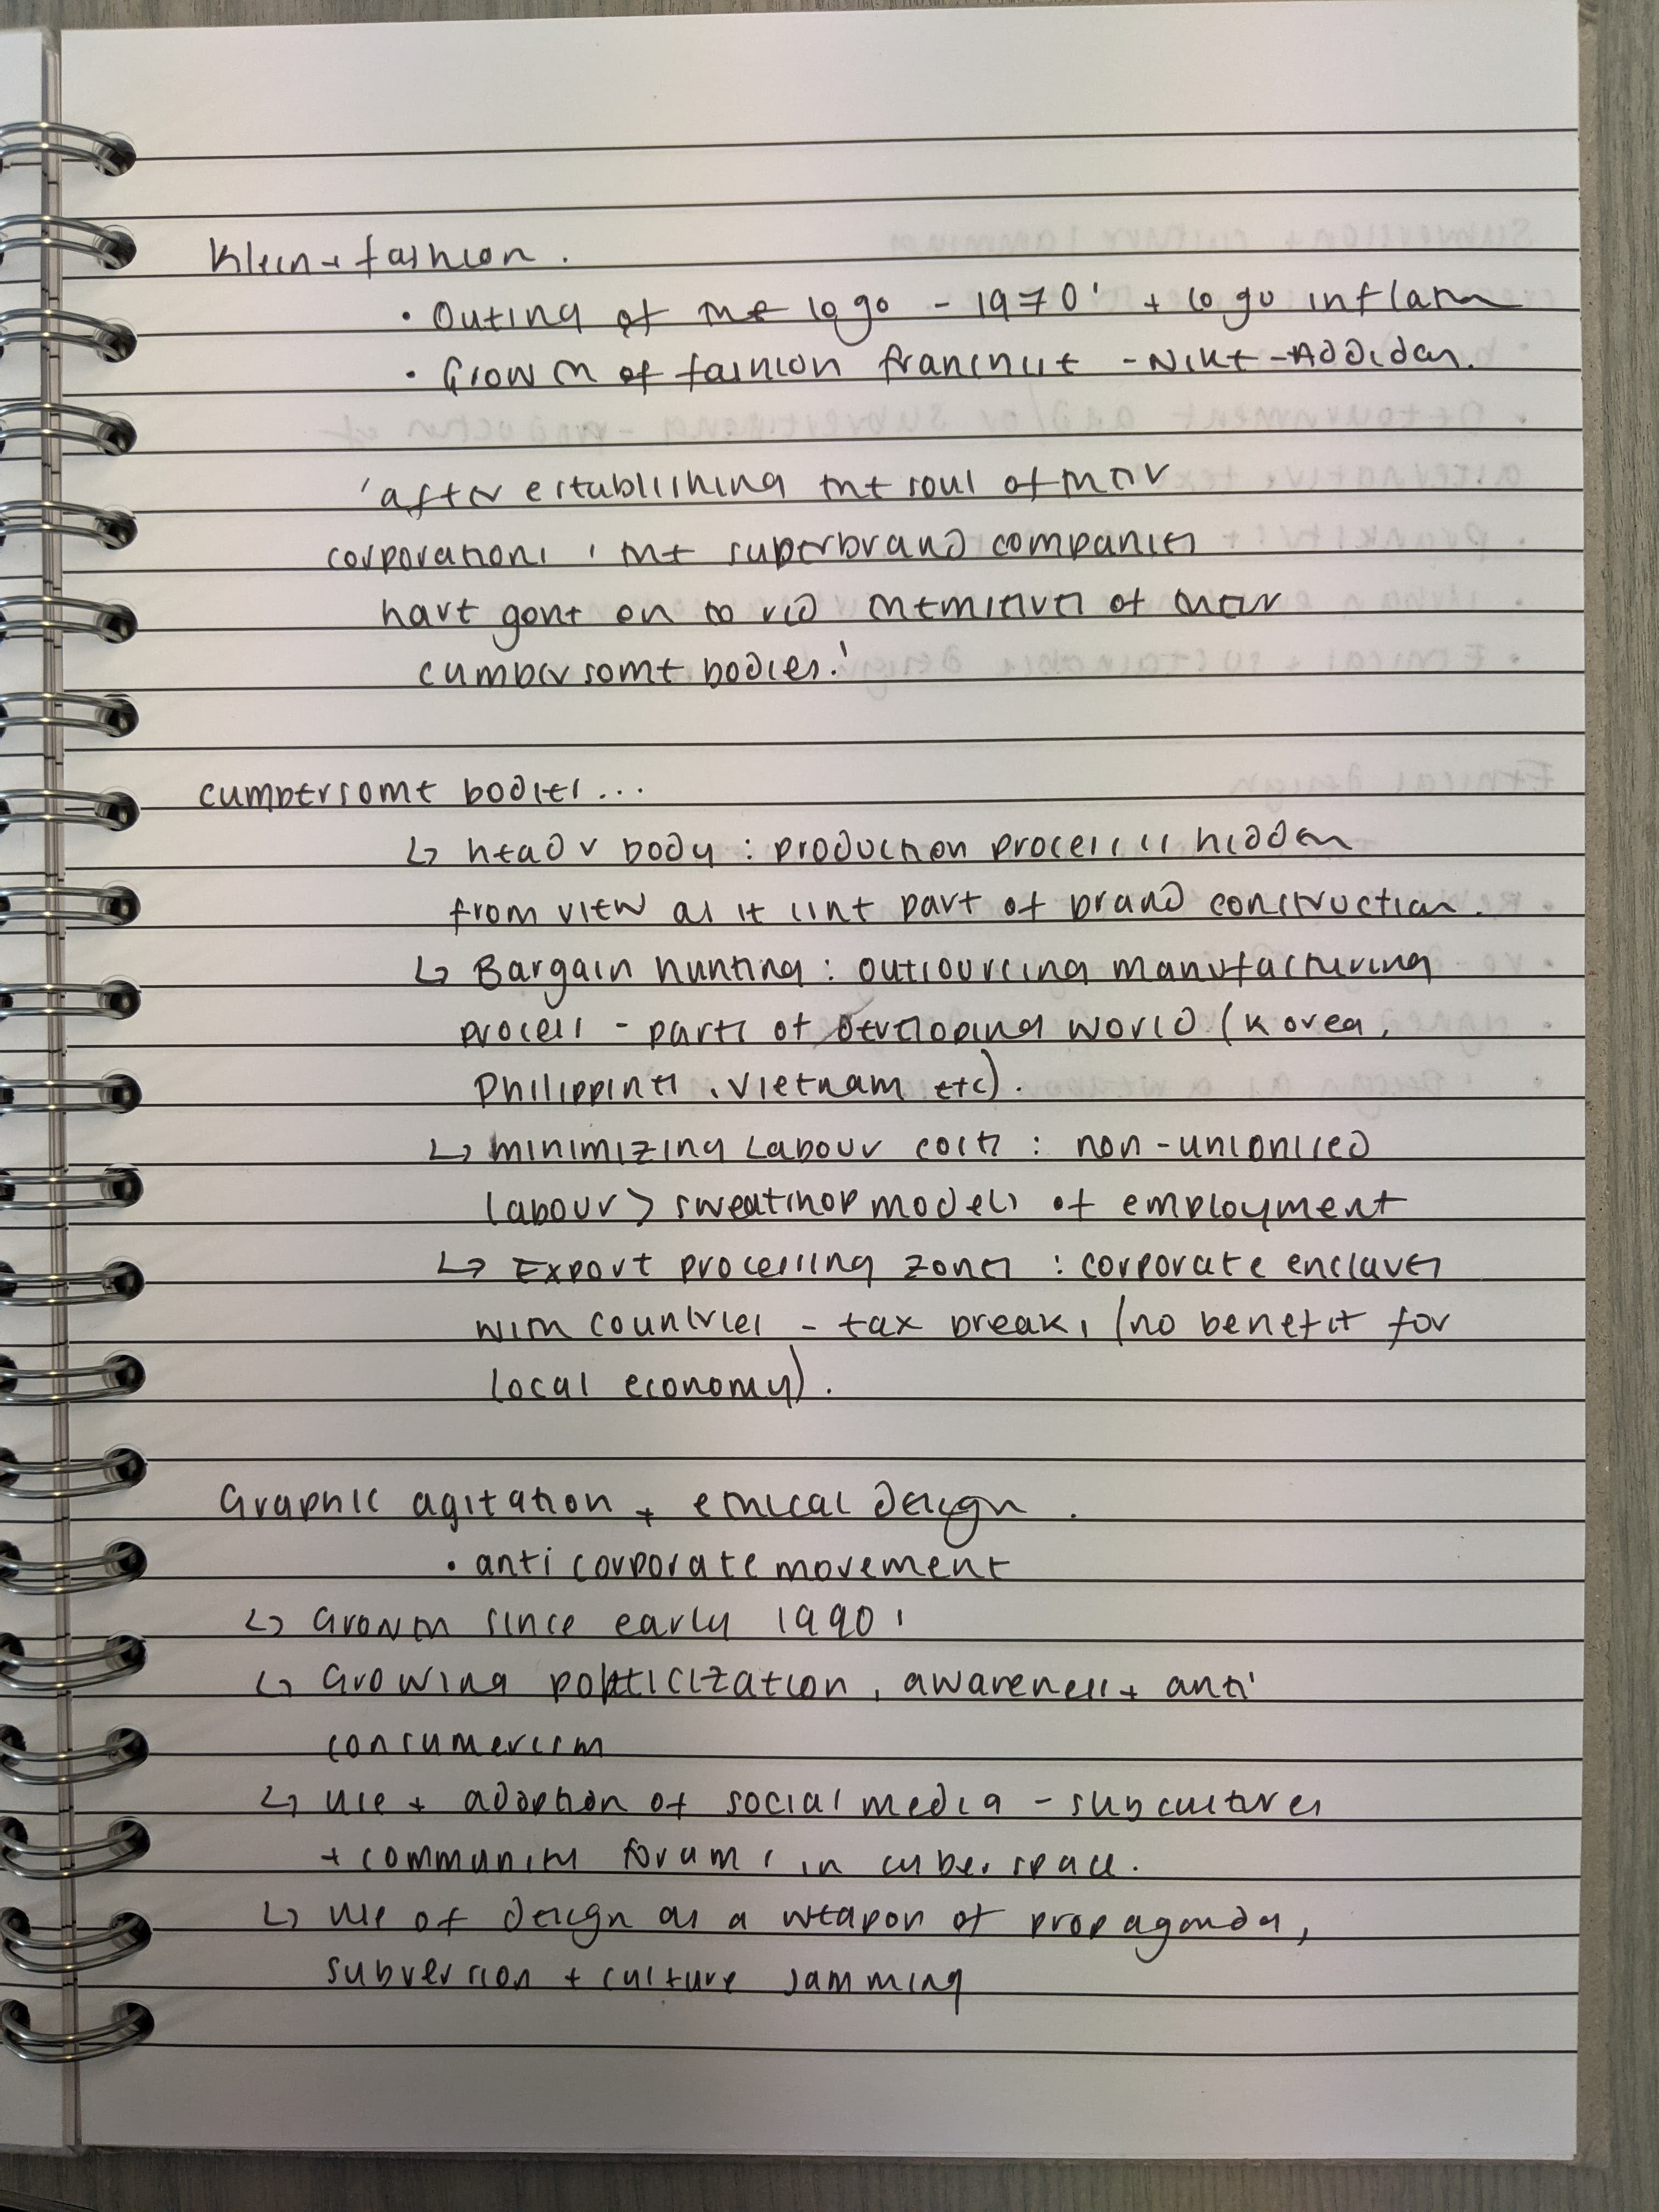 Klein + fashion.
• Outing of the logo - 1970's + logo inflation
• Growth of fashion franchise - Nike - Addidas.
'after establishing the soul of their
corporations, the superbrand companies
have gone on to rid themselves of their
cumbersome bodies.'
cumbersome bodies...
↳ head v body : production process is hidden
from view as it isnt part of brand construction.
↳ Bargain hunting : outsourcing manufacturing
process - parts of developing world (Korea,
Philippines, Vietnam etc).
↳ minimizing labour costs : non-unionised
labour > sweatshop models of employment
↳ Export processing zones : corporate enclaves
with countries - tax breaks (no benefit for
local economy).
Graphic agitation + ethical design.
• anti corporate movement
↳ Growth since early 1990s
↳ Growing politicization, awareness + anti
consumerism
↳ use + adoption of social media - subcultures
+ community forums in cyberspace.
↳ use of design as a weapon of propaganda,
subversion + culture jamming